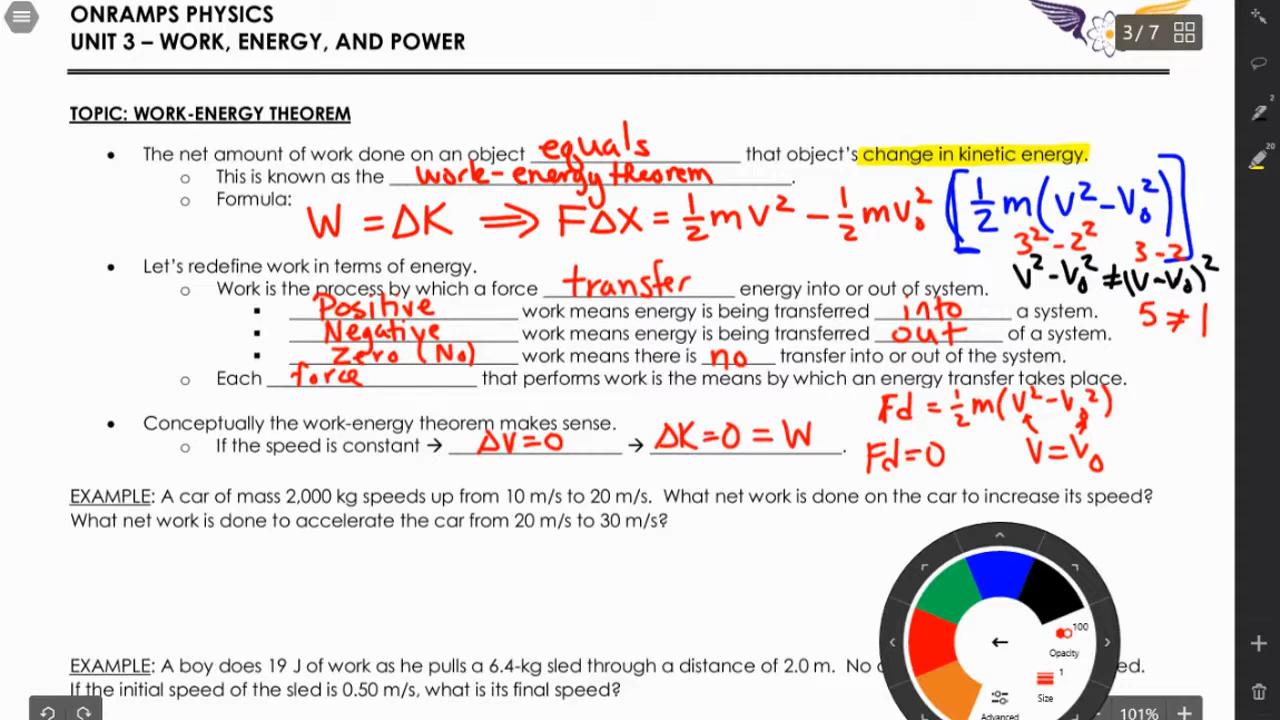 ONRAMPS PHYSICS
UNIT 3 – WORK, ENERGY, AND POWER
3 / 7
TOPIC: WORK-ENERGY THEOREM
• The net amount of work done on an object equals that object's change in kinetic energy.
o This is known as the work-energy theorem.
o Formula:
W = ΔK ⟹ FΔX = ½mv² − ½mv₀² [½m(v² − v₀²)]
3² − 2² 3 − 2
v² − v₀² ≠ (v − v₀)²
5 ≠ 1
• Let's redefine work in terms of energy.
o Work is the process by which a force transfer energy into or out of system.
▪ Positive work means energy is being transferred into a system.
▪ Negative work means energy is being transferred out of a system.
▪ Zero (No) work means there is no transfer into or out of the system.
o Each force that performs work is the means by which an energy transfer takes place.
Fd = ½m(v² − v₀²)
• Conceptually the work-energy theorem makes sense.
o If the speed is constant → ΔV=0 → ΔK=0=W.
Fd=0 v=v₀
EXAMPLE: A car of mass 2,000 kg speeds up from 10 m/s to 20 m/s. What net work is done on the car to increase its speed?
What net work is done to accelerate the car from 20 m/s to 30 m/s?
100
Opacity
1
Size
Advanced
EXAMPLE: A boy does 19 J of work as he pulls a 6.4-kg sled through a distance of 2.0 m. No
If the initial speed of the sled is 0.50 m/s, what is its final speed?
2
20
101%